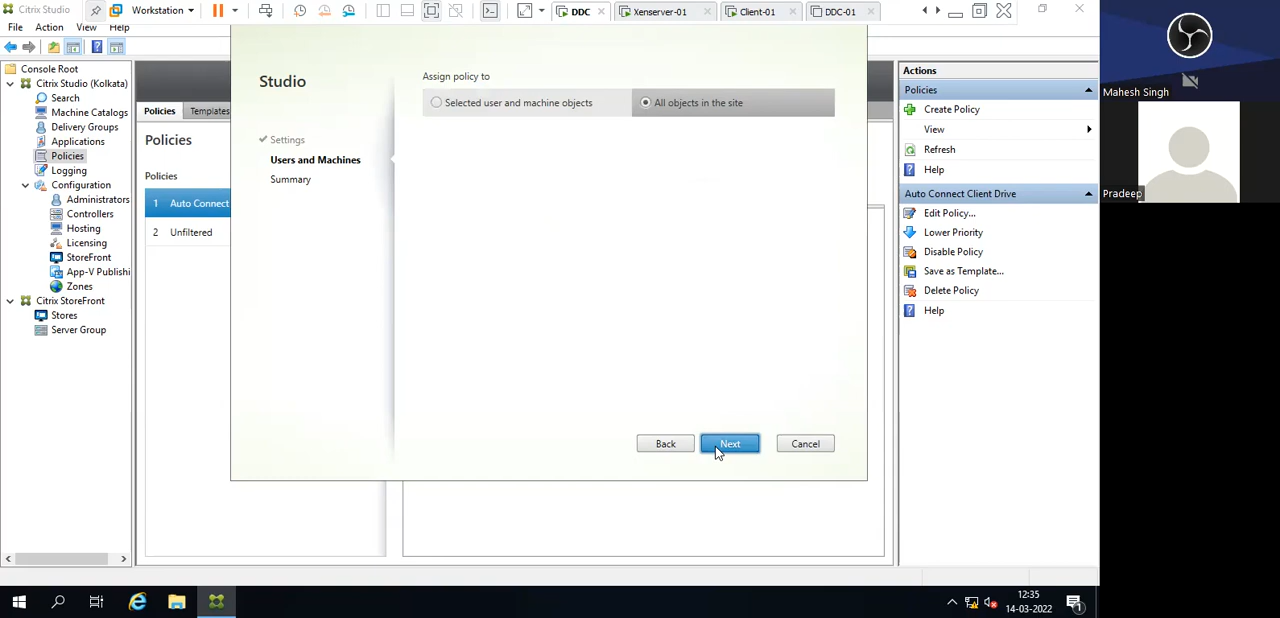 Citrix Studio
Workstation
DDC
Xenserver-01
Client-01
DDC-01
File Action View Help
Console Root
Citrix Studio (Kolkata)
Search
Machine Catalogs
Delivery Groups
Applications
Policies
Logging
Configuration
Administrators
Controllers
Hosting
Licensing
StoreFront
App-V Publishi
Zones
Citrix StoreFront
Stores
Server Group
Policies Templates
Policies
Policies
1 Auto Connect
2 Unfiltered
Studio
Settings
Users and Machines
Summary
Assign policy to
Selected user and machine objects
All objects in the site
Back
Next
Cancel
Actions
Policies
Create Policy
View
Refresh
Help
Auto Connect Client Drive
Edit Policy...
Lower Priority
Disable Policy
Save as Template...
Delete Policy
Help
Mahesh Singh
Pradeep
12:35
14-03-2022
1